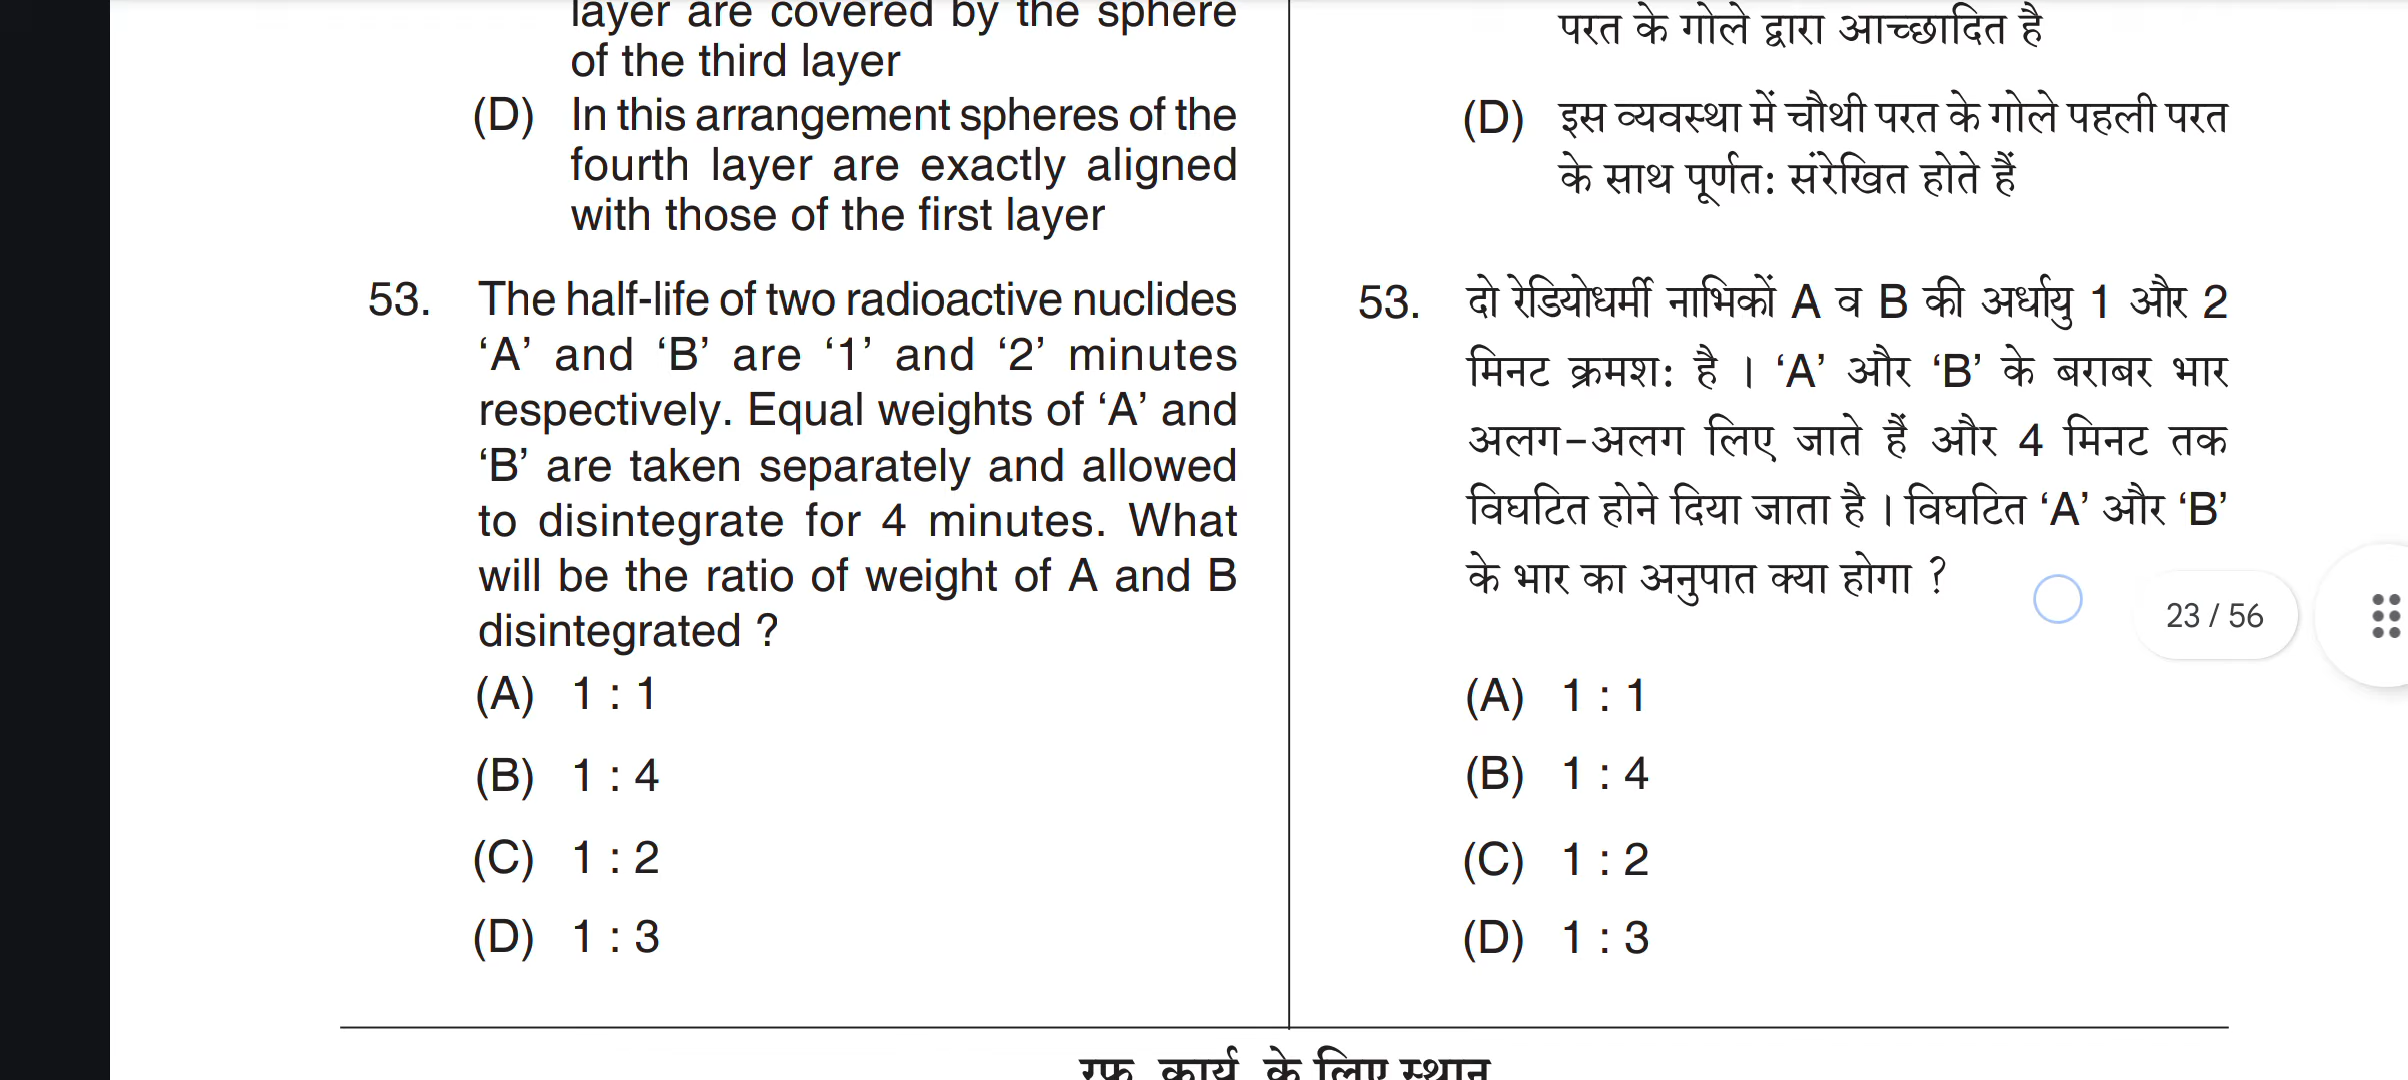 layer are covered by the sphere
of the third layer
(D) In this arrangement spheres of the
fourth layer are exactly aligned
with those of the first layer
53. The half-life of two radioactive nuclides
‘A’ and ‘B’ are ‘1’ and ‘2’ minutes
respectively. Equal weights of ‘A’ and
‘B’ are taken separately and allowed
to disintegrate for 4 minutes. What
will be the ratio of weight of A and B
disintegrated ?
(A) 1 : 1
(B) 1 : 4
(C) 1 : 2
(D) 1 : 3
परत के गोले द्वारा आच्छादित है
(D) इस व्यवस्था में चौथी परत के गोले पहली परत
के साथ पूर्णतः संरेखित होते हैं
53. दो रेडियोधर्मी नाभिकों A व B की अर्धायु 1 और 2
मिनट क्रमशः है । ‘A’ और ‘B’ के बराबर भार
अलग-अलग लिए जाते हैं और 4 मिनट तक
विघटित होने दिया जाता है । विघटित ‘A’ और ‘B’
के भार का अनुपात क्या होगा ?
(A) 1 : 1
(B) 1 : 4
(C) 1 : 2
(D) 1 : 3
23 / 56
रफ कार्य के लिए स्थान